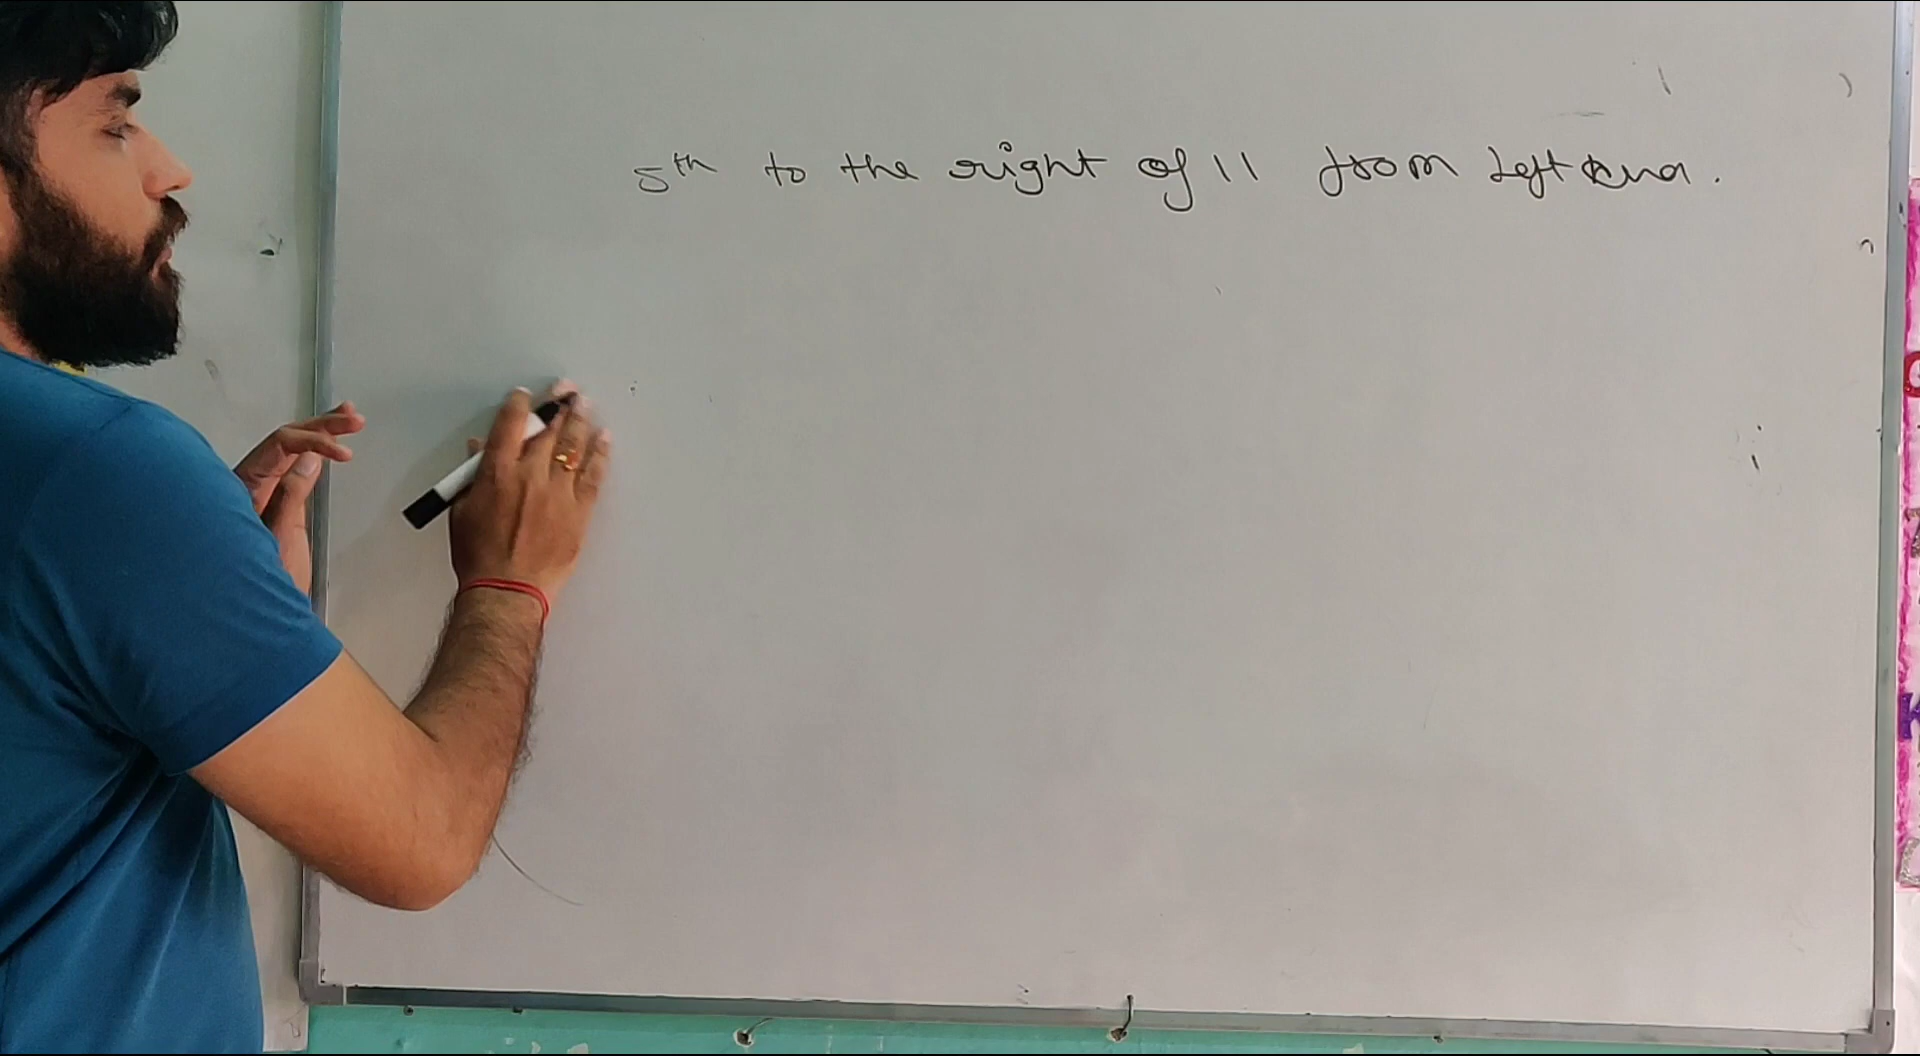 5th to the right of 11 from Left End.